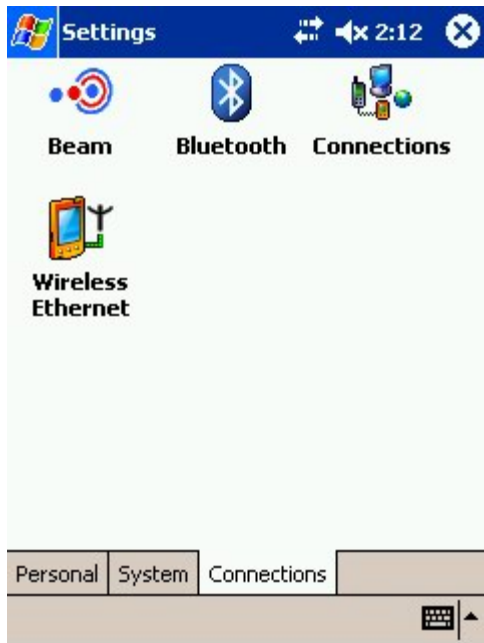 Settings 2:12
Beam Bluetooth Connections
Wireless
Ethernet
Personal System Connections